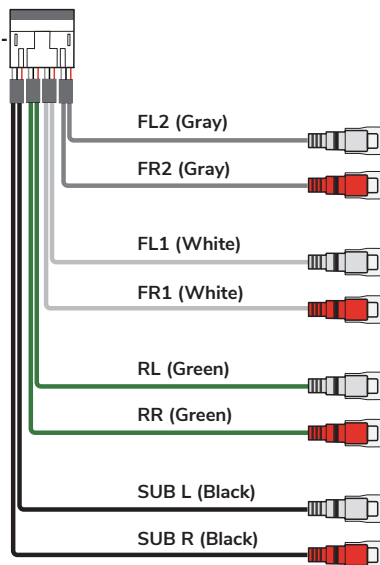 FL2 (Gray)
FR2 (Gray)
FL1 (White)
FR1 (White)
RL (Green)
RR (Green)
SUB L (Black)
SUB R (Black)